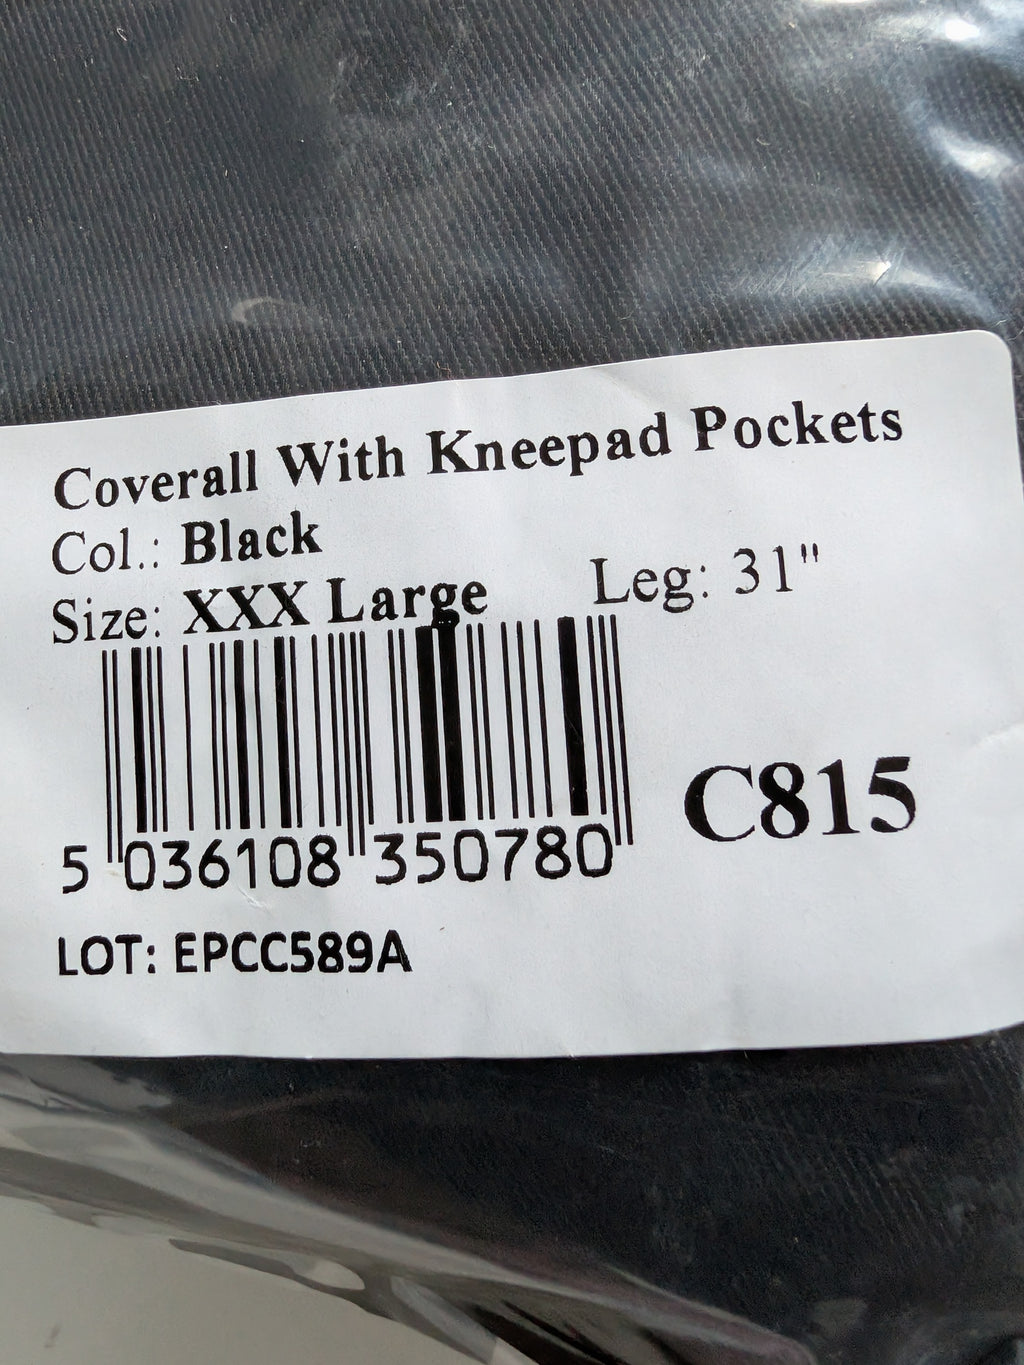 Coverall With Kneepad Pockets
Col.: Black
Size: XXX Large Leg: 31"
C815
5 036108 350780
LOT: EPCC589A